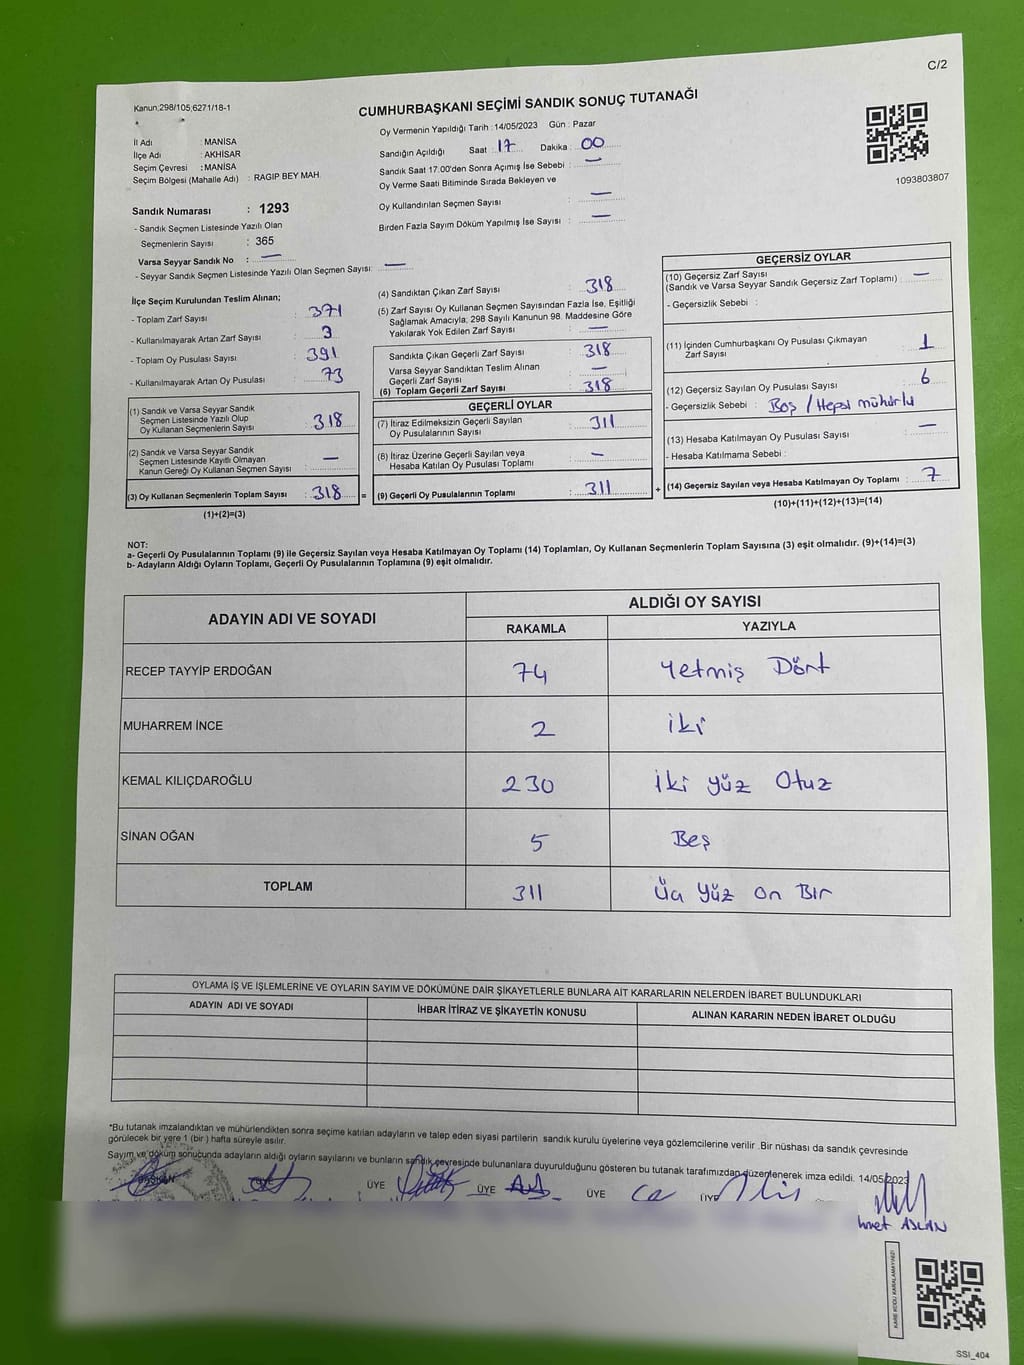 C/2
Kanun:298/105,6271/18-1
CUMHURBAŞKANI SEÇİMİ SANDIK SONUÇ TUTANAĞI
İl Adı : MANİSA
İlçe Adı : AKHİSAR
Seçim Çevresi : MANİSA
Seçim Bölgesi (Mahalle Adı) : RAGIP BEY MAH.
Oy Vermenin Yapıldığı Tarih :14/05/2023 Gün : Pazar
Sandığın Açıldığı Saat : 17 Dakika : 00
Sandık Saat 17:00'den Sonra Açımış İse Sebebi : —
Oy Verme Saati Bitiminde Sırada Bekleyen ve
Oy Kullandırılan Seçmen Sayısı : —
Birden Fazla Sayım Döküm Yapılmış İse Sayısı : —
1093803807
Sandık Numarası : 1293
- Sandık Seçmen Listesinde Yazılı Olan
Seçmenlerin Sayısı : 365
Varsa Seyyar Sandık No : —
- Seyyar Sandık Seçmen Listesinde Yazılı Olan Seçmen Sayısı: —
İlçe Seçim Kurulundan Teslim Alınan;
- Toplam Zarf Sayısı : 371
- Kullanılmayarak Artan Zarf Sayısı : 3
- Toplam Oy Pusulası Sayısı : 391
- Kullanılmayarak Artan Oy Pusulası : 73
(1) Sandık ve Varsa Seyyar Sandık
Seçmen Listesinde Yazılı Olup
Oy Kullanan Seçmenlerin Sayısı : 318
(2) Sandık ve Varsa Seyyar Sandık
Seçmen Listesinde Kayıtlı Olmayan
Kanun Gereği Oy Kullanan Seçmen Sayısı : —
(3) Oy Kullanan Seçmenlerin Toplam Sayısı : 318 =
(1)+(2)=(3)
(4) Sandıktan Çıkan Zarf Sayısı : 318
(5) Zarf Sayısı Oy Kullanan Seçmen Sayısından Fazla İse, Eşitliği
Sağlamak Amacıyla; 298 Sayılı Kanunun 98. Maddesine Göre
Yakılarak Yok Edilen Zarf Sayısı : —
Sandıkta Çıkan Geçerli Zarf Sayısı : 318
Varsa Seyyar Sandıktan Teslim Alınan
Geçerli Zarf Sayısı : —
(6) Toplam Geçerli Zarf Sayısı : 318
GEÇERLİ OYLAR
(7) İtiraz Edilmeksizin Geçerli Sayılan
Oy Pusulalarının Sayısı : 311
(8) İtiraz Üzerine Geçerli Sayılan veya
Hesaba Katılan Oy Pusulası Toplamı : —
(9) Geçerli Oy Pusulalarının Toplamı : 311 +
GEÇERSİZ OYLAR
(10) Geçersiz Zarf Sayısı
(Sandık ve Varsa Seyyar Sandık Geçersiz Zarf Toplamı) : —
- Geçersizlik Sebebi :
(11) İçinden Cumhurbaşkanı Oy Pusulası Çıkmayan
Zarf Sayısı : 1
(12) Geçersiz Sayılan Oy Pusulası Sayısı : 6
- Geçersizlik Sebebi : Boş / Hepsi mühürlü
(13) Hesaba Katılmayan Oy Pusulası Sayısı : —
- Hesaba Katılmama Sebebi :
(14) Geçersiz Sayılan veya Hesaba Katılmayan Oy Toplamı : 7
(10)+(11)+(12)+(13)=(14)
NOT:
a- Geçerli Oy Pusulalarının Toplamı (9) ile Geçersiz Sayılan veya Hesaba Katılmayan Oy Toplamı (14) Toplamları, Oy Kullanan Seçmenlerin Toplam Sayısına (3) eşit olmalıdır. (9)+(14)=(3)
b- Adayların Aldığı Oyların Toplamı, Geçerli Oy Pusulalarının Toplamına (9) eşit olmalıdır.
ADAYIN ADI VE SOYADI
ALDIĞI OY SAYISI
RAKAMLA YAZIYLA
RECEP TAYYİP ERDOĞAN 74 Yetmiş Dört
MUHARREM İNCE 2 iki
KEMAL KILIÇDAROĞLU 230 İki yüz Otuz
SİNAN OĞAN 5 Beş
TOPLAM 311 Üç Yüz on Bir
OYLAMA İŞ VE İŞLEMLERİNE VE OYLARIN SAYIM VE DÖKÜMÜNE DAİR ŞİKAYETLERLE BUNLARA AİT KARARLARIN NELERDEN İBARET BULUNDUKLARI
ADAYIN ADI VE SOYADI İHBAR İTİRAZ VE ŞİKAYETİN KONUSU ALINAN KARARIN NEDEN İBARET OLDUĞU
*Bu tutanak imzalandıktan ve mühürlendikten sonra seçime katılan adayların ve talep eden siyasi partilerin sandık kurulu üyelerine veya gözlemcilerine verilir .Bir nüshası da sandık çevresinde
görülecek bir yere 1 (bir ) hafta süreyle asılır.
Sayım ve döküm sonucunda adayların aldığı oyların sayılarını ve bunların sandık çevresinde bulunanlara duyurulduğunu gösteren bu tutanak tarafımızdan düzenlenerek imza edildi. 14/05/2023
BAŞKAN ÜYE ÜYE ÜYE ÜYE
ASLAN
KARE KODU KARALAMAYINIZ!
SSI_404